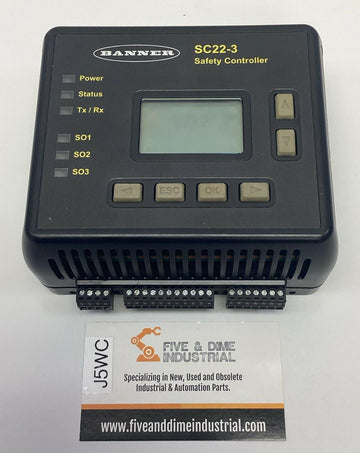 BANNER
SC22-3
Safety Controller
Power
Status
Tx / Rx
SO1
SO2
SO3
ESC
OK
J5WC
FIVE & DIME
INDUSTRIAL
Specializing in New, Used and Obsolete
Industrial & Automation Parts.
www.fiveanddimeindustrial.com